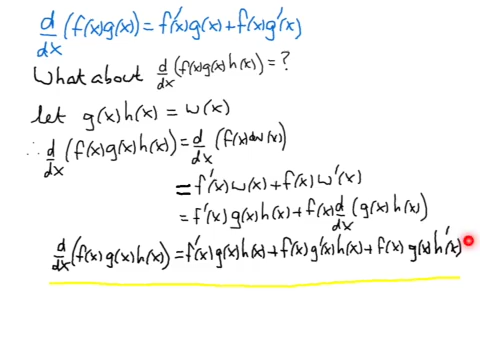 d/dx (f(x)g(x)) = f'(x)g(x) + f(x)g'(x)
What about d/dx (f(x)g(x)h(x)) = ?
let g(x)h(x) = w(x)
∴ d/dx (f(x)g(x)h(x)) = d/dx (f(x)w(x))
= f'(x)w(x) + f(x)w'(x)
= f'(x)g(x)h(x) + f(x) d/dx (g(x)h(x))
d/dx (f(x)g(x)h(x)) = f'(x)g(x)h(x) + f(x)g'(x)h(x) + f(x)g(x)h'(x)